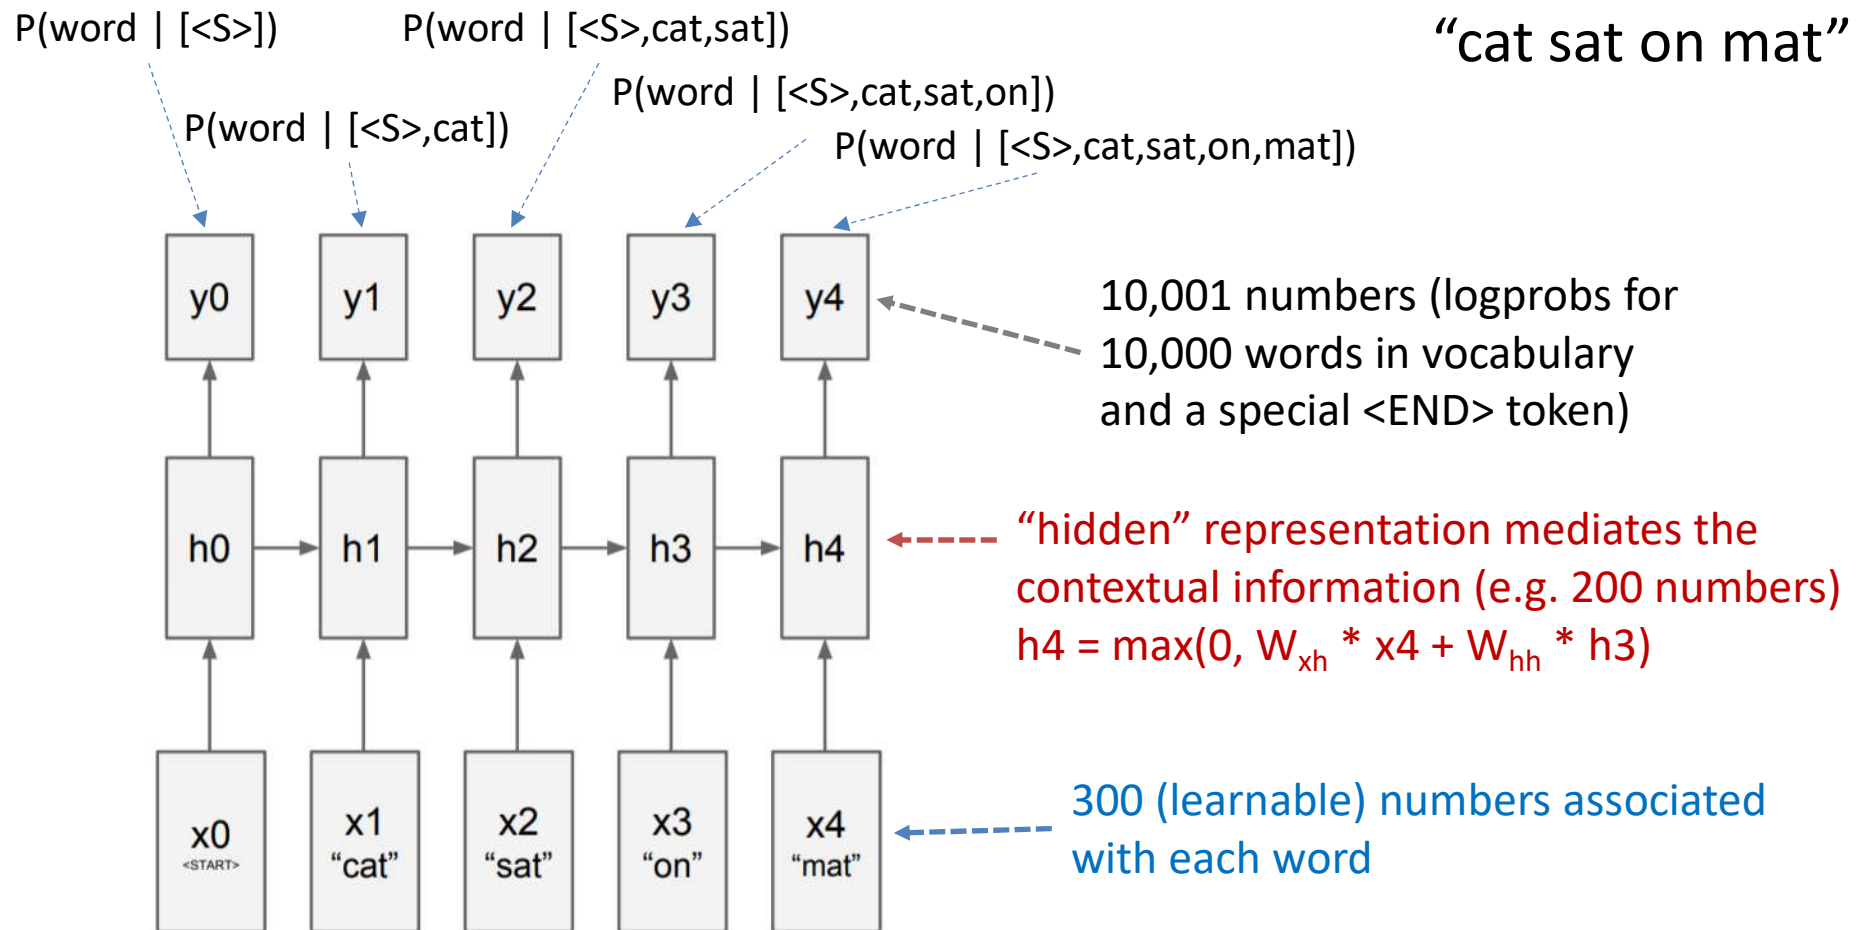 P(word | [<S>])
P(word | [<S>,cat,sat])
“cat sat on mat”
P(word | [<S>,cat,sat,on])
P(word | [<S>,cat])
P(word | [<S>,cat,sat,on,mat])
y0
y1
y2
y3
y4
10,001 numbers (logprobs for
10,000 words in vocabulary
and a special <END> token)
h0
h1
h2
h3
h4
“hidden” representation mediates the
contextual information (e.g. 200 numbers)
h4 = max(0, Wxh * x4 + Whh * h3)
x0
<START>
x1
“cat”
x2
“sat”
x3
“on”
x4
“mat”
300 (learnable) numbers associated
with each word